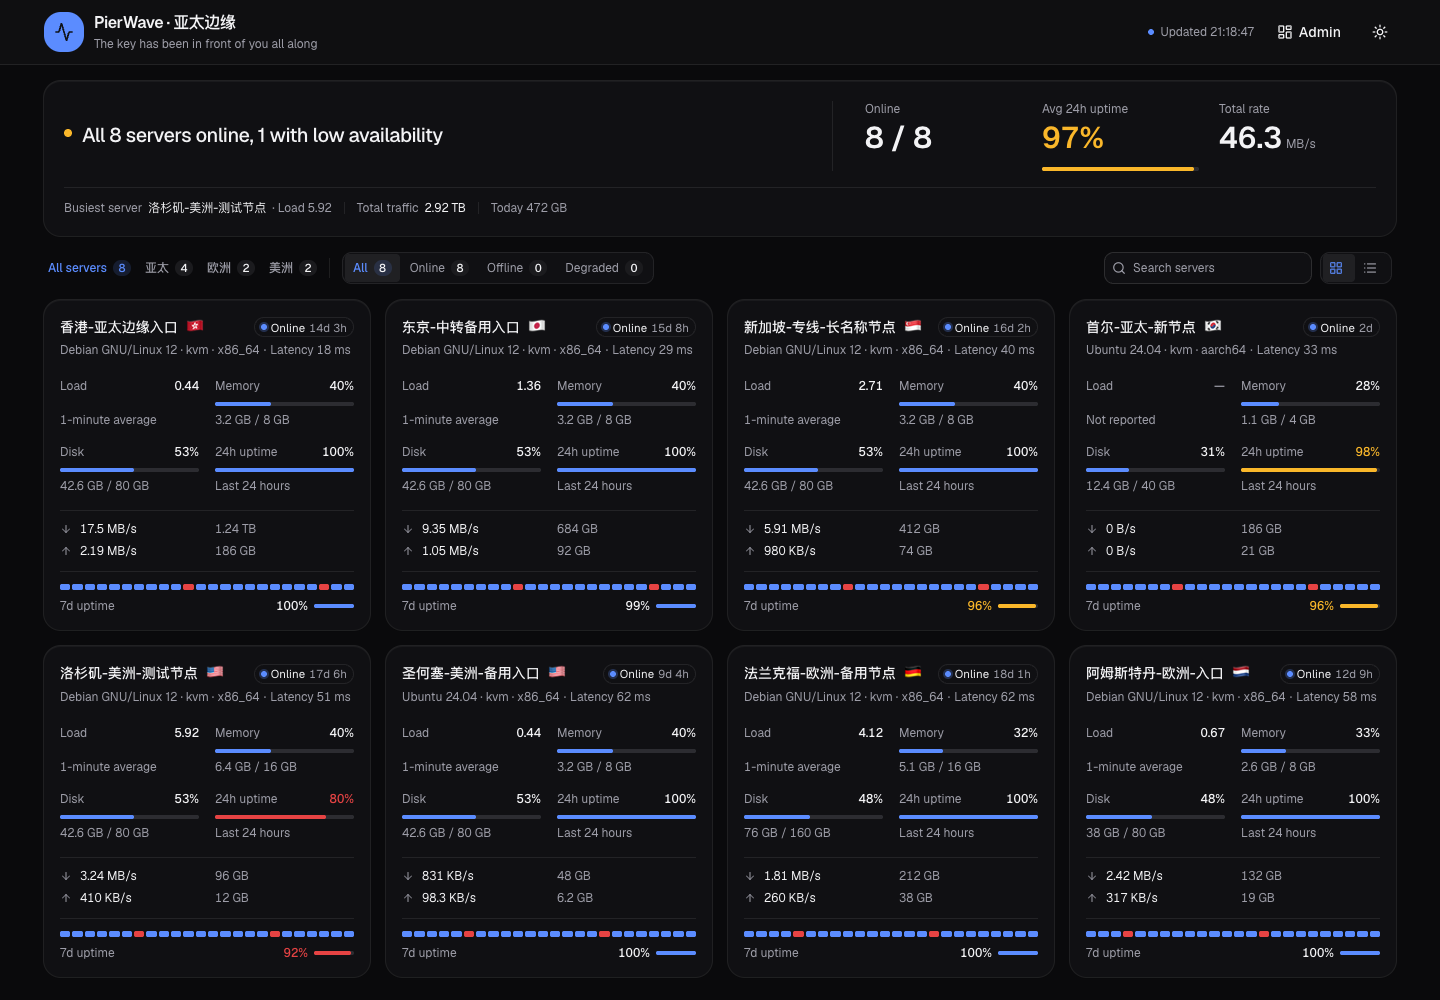 PierWave · 亚太边缘
The key has been in front of you all along
Updated 21:18:47
Admin
All 8 servers online, 1 with low availability
Online
8 / 8
Avg 24h uptime
97%
Total rate
46.3 MB/s
Busiest server 洛杉矶-美洲-测试节点 · Load 5.92
Total traffic 2.92 TB
Today 472 GB
All servers 8 亚太 4 欧洲 2 美洲 2
All 8 Online 8 Offline 0 Degraded 0
Search servers
香港-亚太边缘入口
Online 14d 3h
Debian GNU/Linux 12 · kvm · x86_64 · Latency 18 ms
Load 0.44
Memory 40%
1-minute average
3.2 GB / 8 GB
Disk 53%
24h uptime 100%
42.6 GB / 80 GB
Last 24 hours
↓ 17.5 MB/s 1.24 TB
↑ 2.19 MB/s 186 GB
7d uptime 100%
东京-中转备用入口
Online 15d 8h
Debian GNU/Linux 12 · kvm · x86_64 · Latency 29 ms
Load 1.36
Memory 40%
1-minute average
3.2 GB / 8 GB
Disk 53%
24h uptime 100%
42.6 GB / 80 GB
Last 24 hours
↓ 9.35 MB/s 684 GB
↑ 1.05 MB/s 92 GB
7d uptime 99%
新加坡-专线-长名称节点
Online 16d 2h
Debian GNU/Linux 12 · kvm · x86_64 · Latency 40 ms
Load 2.71
Memory 40%
1-minute average
3.2 GB / 8 GB
Disk 53%
24h uptime 100%
42.6 GB / 80 GB
Last 24 hours
↓ 5.91 MB/s 412 GB
↑ 980 KB/s 74 GB
7d uptime 96%
首尔-亚太-新节点
Online 2d
Ubuntu 24.04 · kvm · aarch64 · Latency 33 ms
Load —
Memory 28%
Not reported
1.1 GB / 4 GB
Disk 31%
24h uptime 98%
12.4 GB / 40 GB
Last 24 hours
↓ 0 B/s 186 GB
↑ 0 B/s 21 GB
7d uptime 96%
洛杉矶-美洲-测试节点
Online 17d 6h
Debian GNU/Linux 12 · kvm · x86_64 · Latency 51 ms
Load 5.92
Memory 40%
1-minute average
6.4 GB / 16 GB
Disk 53%
24h uptime 80%
42.6 GB / 80 GB
Last 24 hours
↓ 3.24 MB/s 96 GB
↑ 410 KB/s 12 GB
7d uptime 92%
圣何塞-美洲-备用入口
Online 9d 4h
Ubuntu 24.04 · kvm · x86_64 · Latency 62 ms
Load 0.44
Memory 40%
1-minute average
3.2 GB / 8 GB
Disk 53%
24h uptime 100%
42.6 GB / 80 GB
Last 24 hours
↓ 831 KB/s 48 GB
↑ 98.3 KB/s 6.2 GB
7d uptime 100%
法兰克福-欧洲-备用节点
Online 18d 1h
Debian GNU/Linux 12 · kvm · x86_64 · Latency 62 ms
Load 4.12
Memory 32%
1-minute average
5.1 GB / 16 GB
Disk 48%
24h uptime 100%
76 GB / 160 GB
Last 24 hours
↓ 1.81 MB/s 212 GB
↑ 260 KB/s 38 GB
7d uptime 100%
阿姆斯特丹-欧洲-入口
Online 12d 9h
Debian GNU/Linux 12 · kvm · x86_64 · Latency 58 ms
Load 0.67
Memory 33%
1-minute average
2.6 GB / 8 GB
Disk 48%
24h uptime 100%
38 GB / 80 GB
Last 24 hours
↓ 2.42 MB/s 132 GB
↑ 317 KB/s 19 GB
7d uptime 100%